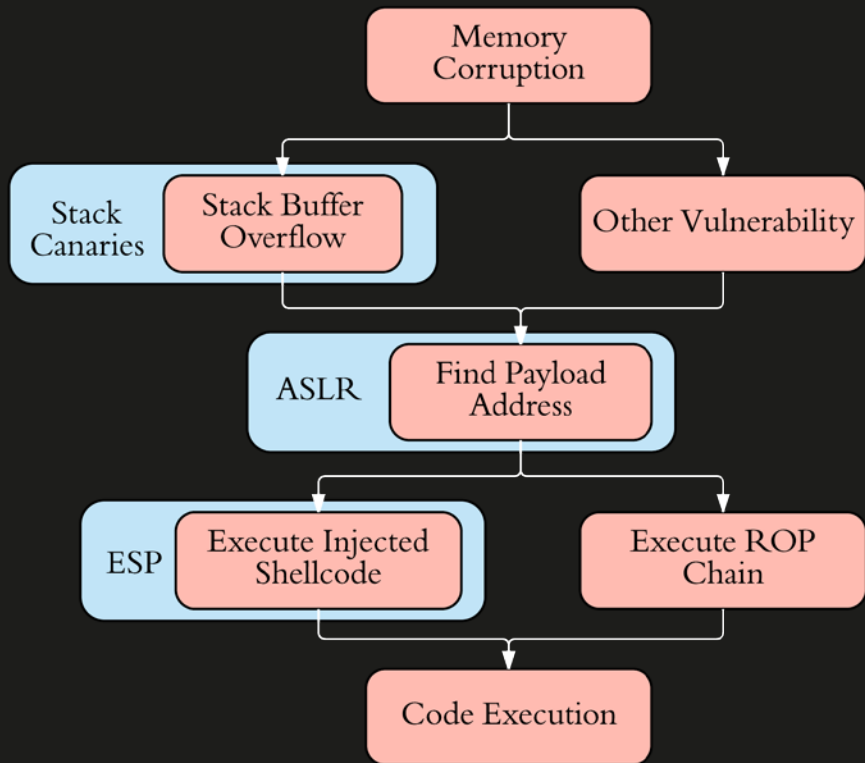 Memory
Corruption
Stack
Canaries
Stack Buffer
Overflow
Other Vulnerability
ASLR
Find Payload
Address
ESP
Execute Injected
Shellcode
Execute ROP
Chain
Code Execution